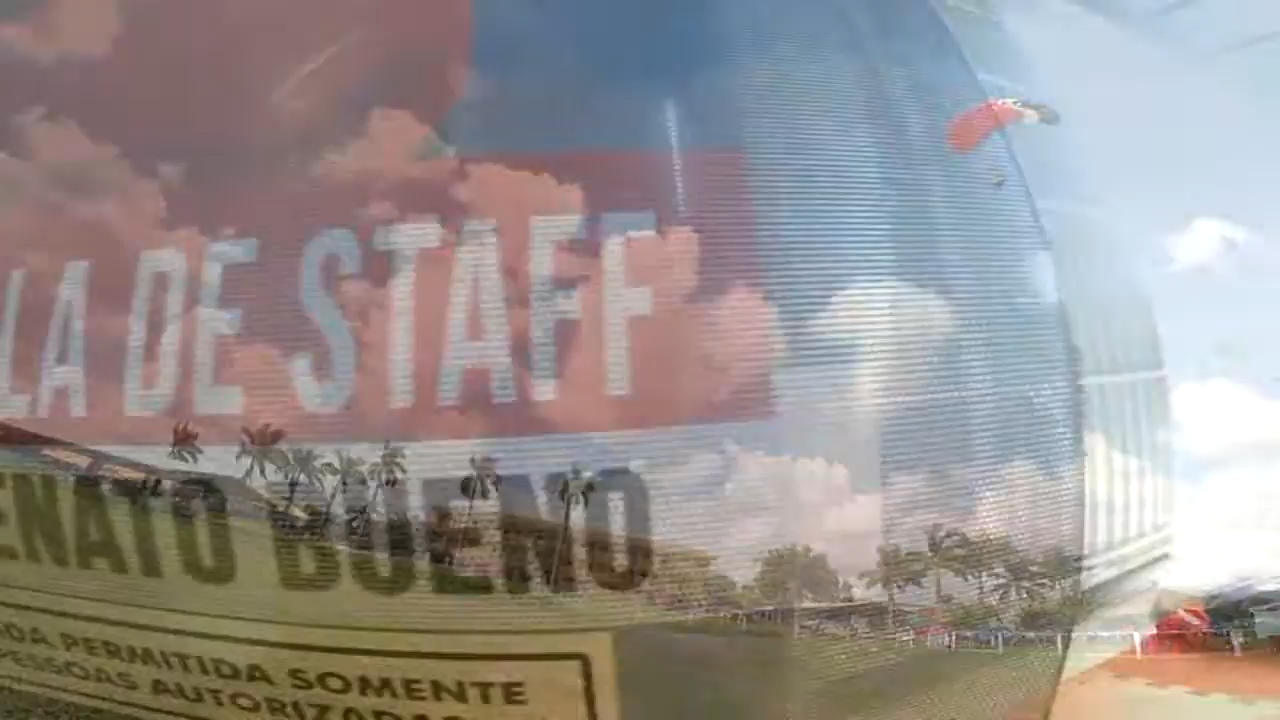 LA DE STAFF
ENATO BUENO
DA PERMITIDA SOMENTE
PESSOAS AUTORIZADAS